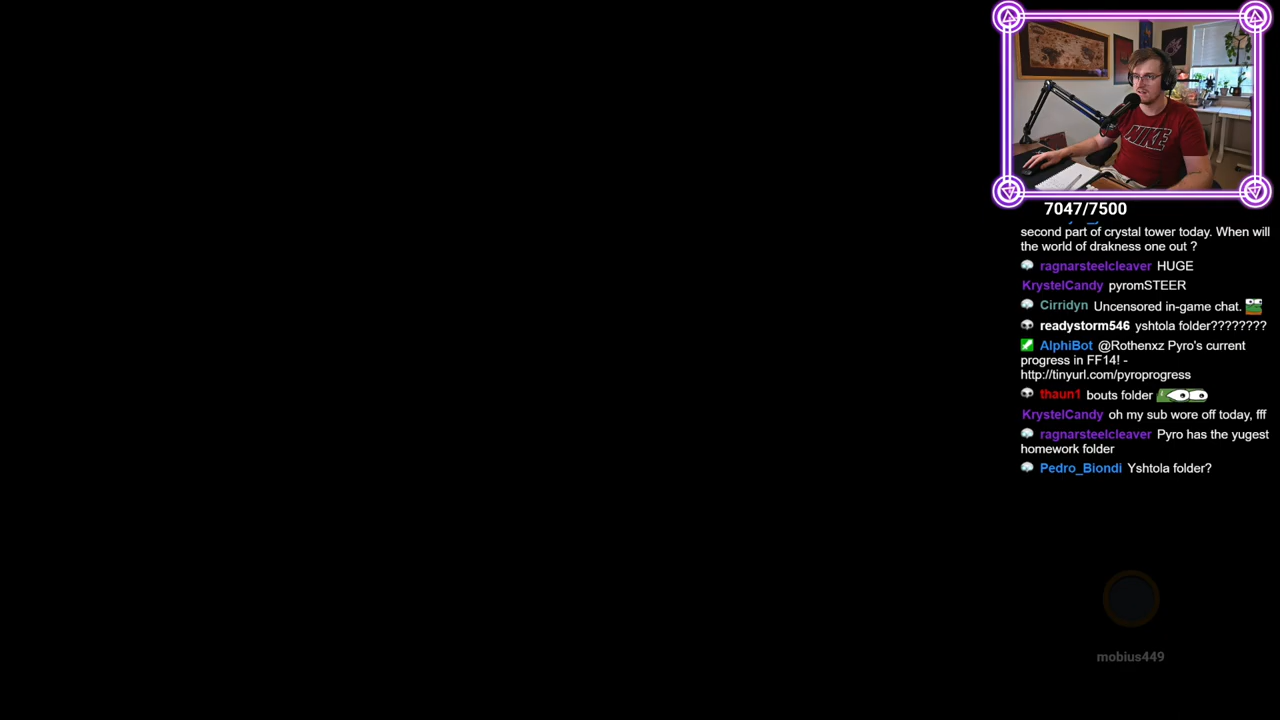 NIKE
7047/7500
second part of crystal tower today. When will
the world of drakness one out ?
ragnarsteelcleaver HUGE
KrystelCandy pyromSTEER
Cirridyn Uncensored in-game chat.
readystorm546 yshtola folder????????
AlphiBot @Rothenxz Pyro's current
progress in FF14! -
http://tinyurl.com/pyroprogress
thaun1 bouts folder
KrystelCandy oh my sub wore off today, fff
ragnarsteelcleaver Pyro has the yugest
homework folder
Pedro_Biondi Yshtola folder?
mobius449